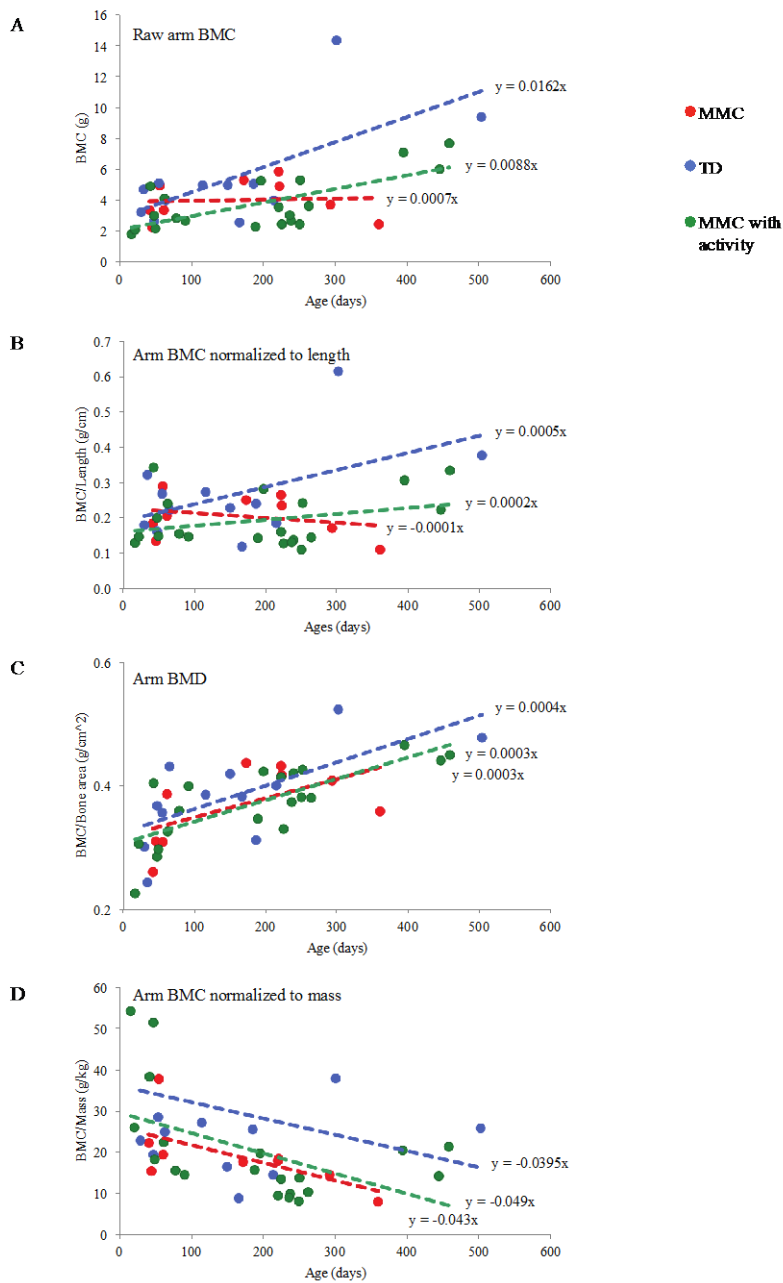 A
Raw arm BMC
16
14
12
10
8
6
4
2
0
BMC (g)
0 100 200 300 400 500 600
Age (days)
y = 0.0162x
y = 0.0088x
y = 0.0007x
MMC
TD
MMC with
activity
B
Arm BMC normalized to length
0.7
0.6
0.5
0.4
0.3
0.2
0.1
0.0
BMC/Length (g/cm)
0 100 200 300 400 500 600
Ages (days)
y = 0.0005x
y = 0.0002x
y = -0.0001x
C
Arm BMD
0.6
0.4
0.2
BMC/Bone area (g/cm^2)
0 100 200 300 400 500 600
Age (days)
y = 0.0004x
y = 0.0003x
y = 0.0003x
D
Arm BMC normalized to mass
60
50
40
30
20
10
0
BMC/Mass (g/kg)
0 100 200 300 400 500 600
Age (days)
y = -0.0395x
y = -0.049x
y = -0.043x